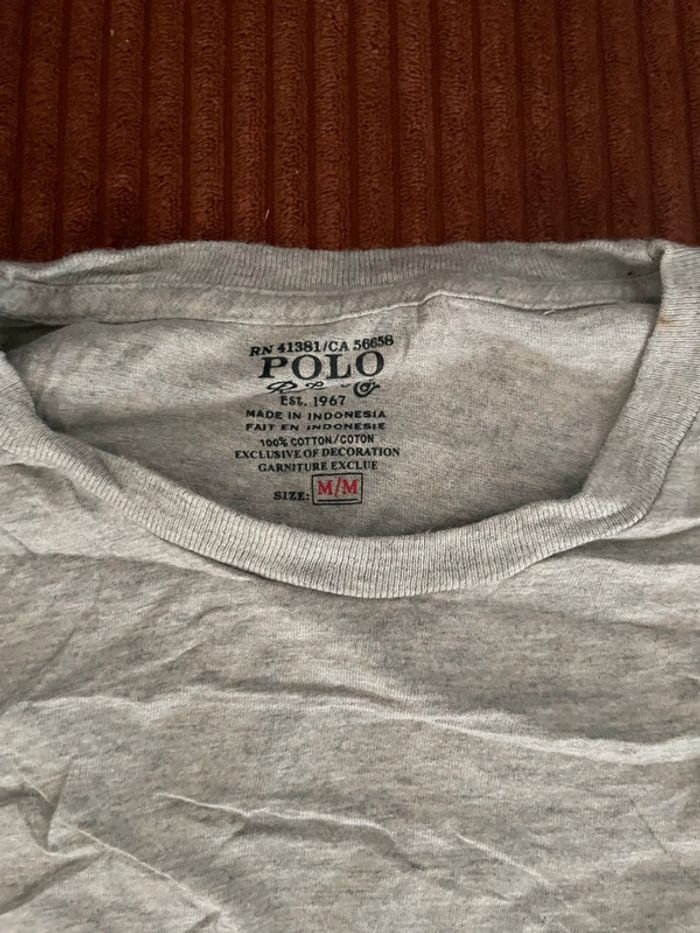 RN 41381/CA 56658
POLO
EST. 1967
MADE IN INDONESIA
FAIT EN INDONESIE
100% COTTON/COTON
EXCLUSIVE OF DECORATION
GARNITURE EXCLUE
SIZE: M/M